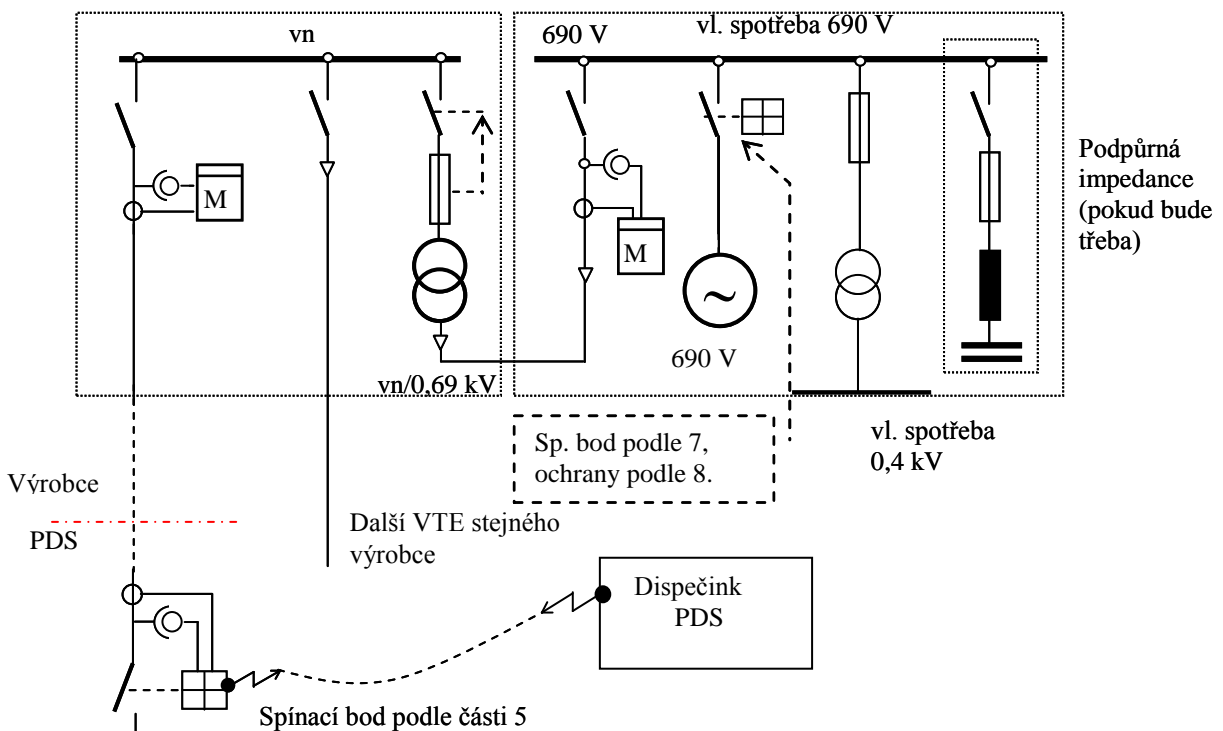 vn
690 V
vl. spotřeba 690 V
M
M
690 V
vn/0,69 kV
Podpůrná
impedance
(pokud bude
třeba)
Sp. bod podle 7,
ochrany podle 8.
vl. spotřeba
0,4 kV
Výrobce
PDS
Další VTE stejného
výrobce
Dispečink
PDS
Spínací bod podle části 5